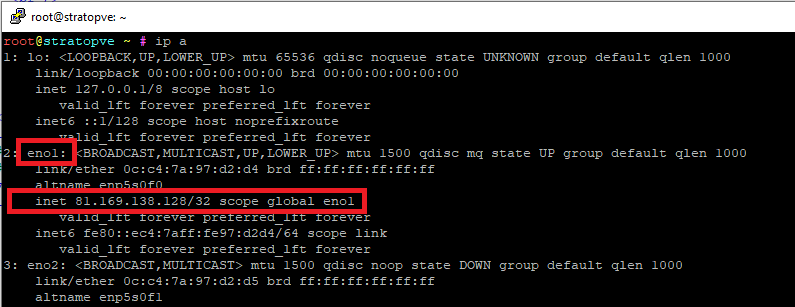 root@stratopve: ~
root@stratopve ~ # ip a
1: lo: <LOOPBACK,UP,LOWER_UP> mtu 65536 qdisc noqueue state UNKNOWN group default qlen 1000
link/loopback 00:00:00:00:00:00 brd 00:00:00:00:00:00
inet 127.0.0.1/8 scope host lo
valid_lft forever preferred_lft forever
inet6 ::1/128 scope host noprefixroute
valid_lft forever preferred_lft forever
2: eno1: <BROADCAST,MULTICAST,UP,LOWER_UP> mtu 1500 qdisc mq state UP group default qlen 1000
link/ether 0c:c4:7a:97:d2:d4 brd ff:ff:ff:ff:ff:ff
altname enp5s0f0
inet 81.169.138.128/32 scope global eno1
valid_lft forever preferred_lft forever
inet6 fe80::ec4:7aff:fe97:d2d4/64 scope link
valid_lft forever preferred_lft forever
3: eno2: <BROADCAST,MULTICAST> mtu 1500 qdisc noop state DOWN group default qlen 1000
link/ether 0c:c4:7a:97:d2:d5 brd ff:ff:ff:ff:ff:ff
altname enp5s0f1